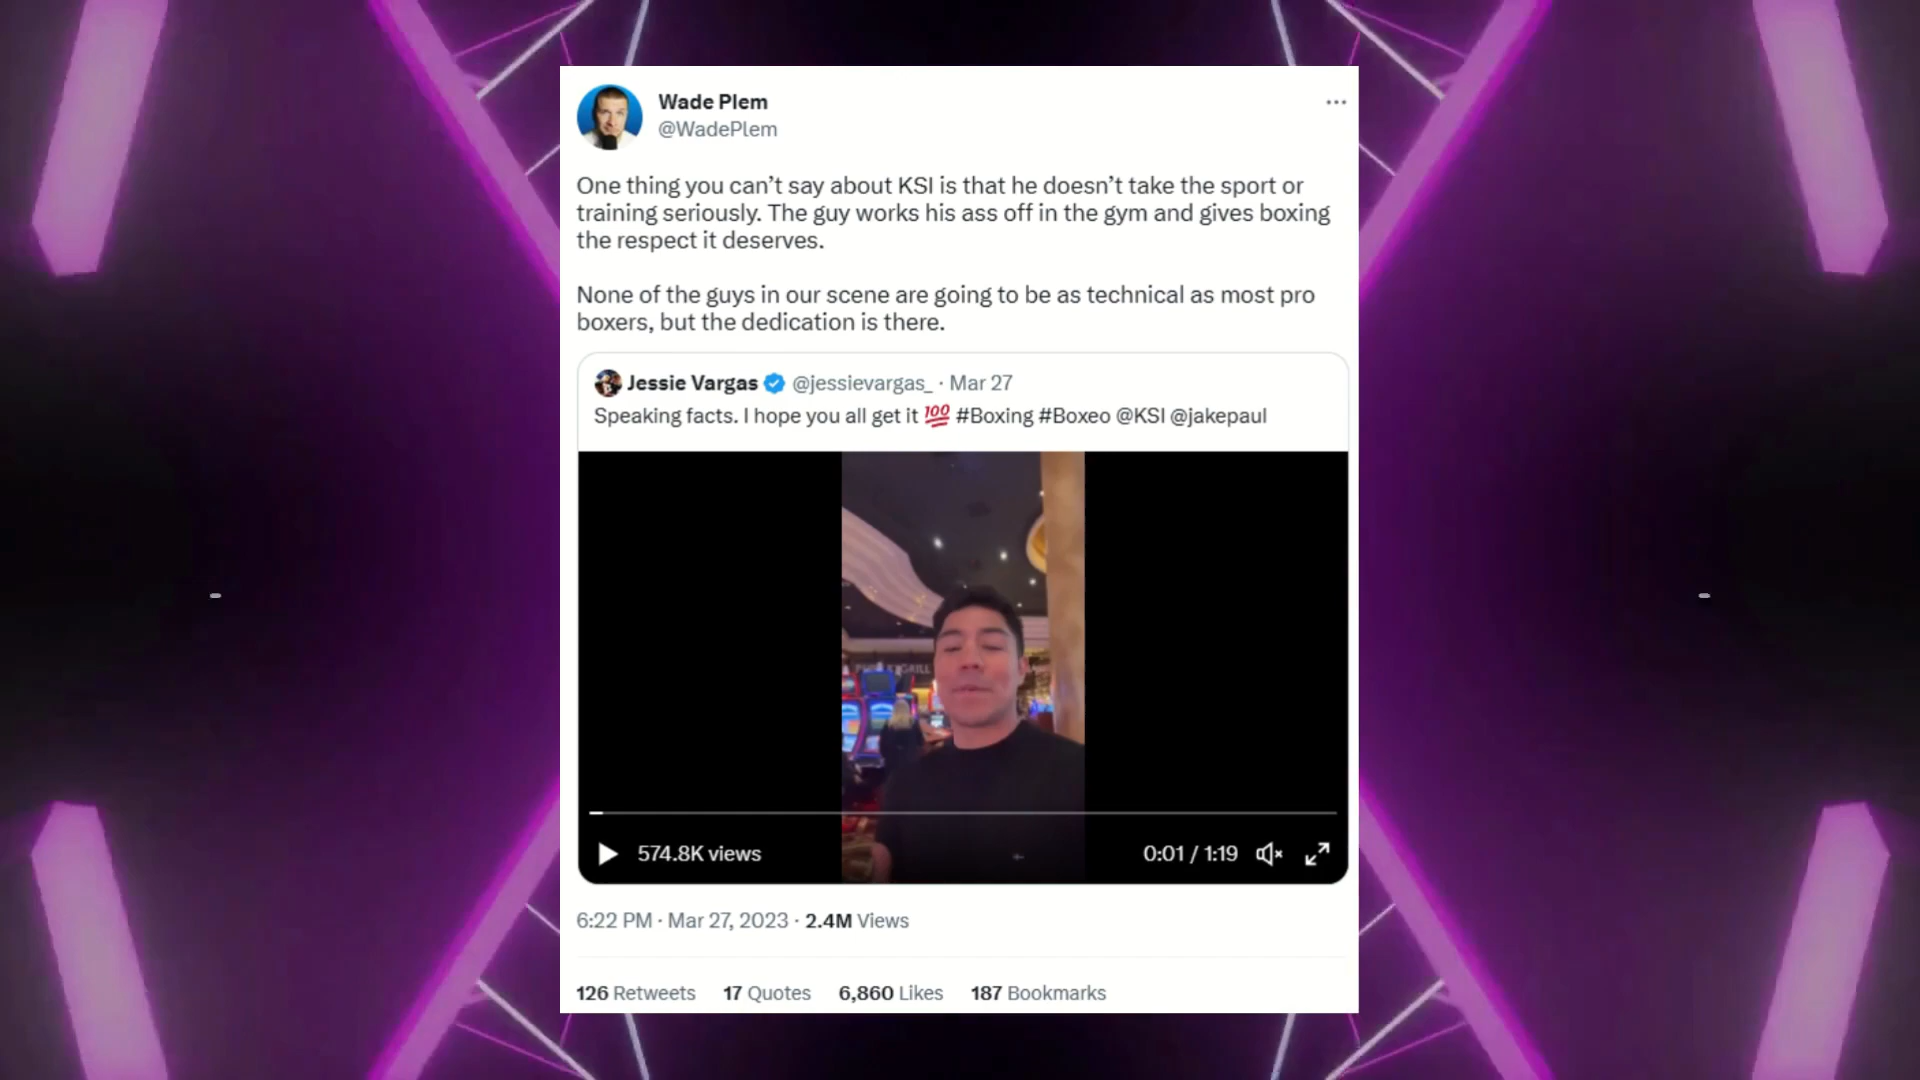 Wade Plem
@WadePlem
One thing you can't say about KSI is that he doesn't take the sport or
training seriously. The guy works his ass off in the gym and gives boxing
the respect it deserves.
None of the guys in our scene are going to be as technical as most pro
boxers, but the dedication is there.
Jessie Vargas @jessievargas_ · Mar 27
Speaking facts. I hope you all get it 💯 #Boxing #Boxeo @KSI @jakepaul
574.8K views 0:01 / 1:19
6:22 PM · Mar 27, 2023 · 2.4M Views
126 Retweets 17 Quotes 6,860 Likes 187 Bookmarks